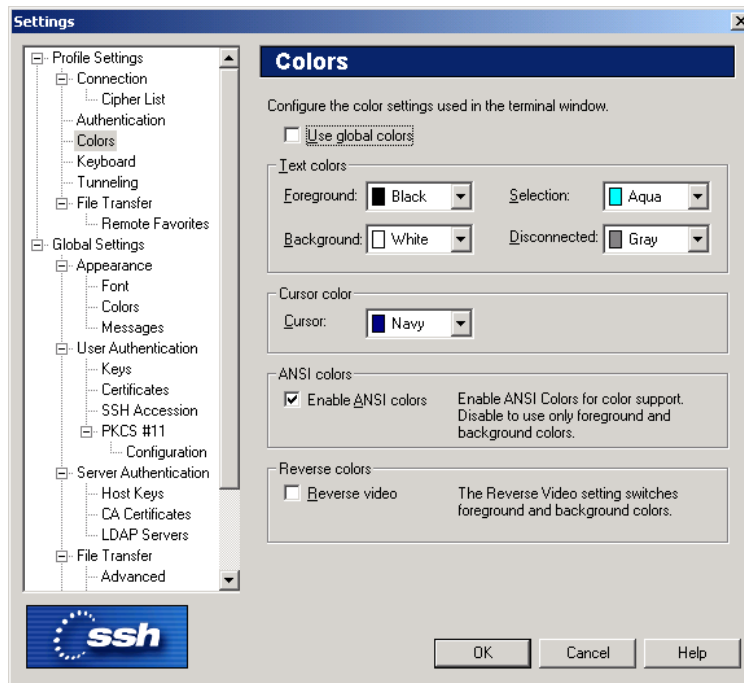 Settings
Profile Settings
Connection
Cipher List
Authentication
Colors
Keyboard
Tunneling
File Transfer
Remote Favorites
Global Settings
Appearance
Font
Colors
Messages
User Authentication
Keys
Certificates
SSH Accession
PKCS #11
Configuration
Server Authentication
Host Keys
CA Certificates
LDAP Servers
File Transfer
Advanced
ssh
Colors
Configure the color settings used in the terminal window.
Use global colors
Text colors
Foreground: Black Selection: Aqua
Background: White Disconnected: Gray
Cursor color
Cursor: Navy
ANSI colors
Enable ANSI colors Enable ANSI Colors for color support.
Disable to use only foreground and
background colors.
Reverse colors
Reverse video The Reverse Video setting switches
foreground and background colors.
OK Cancel Help